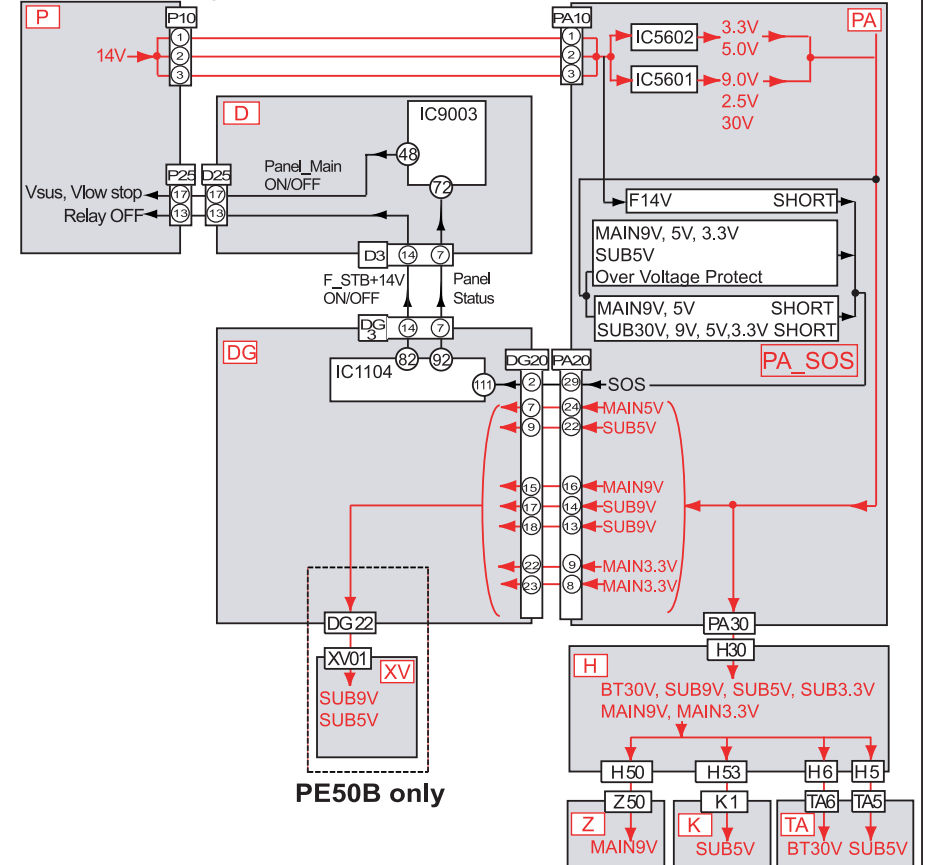 P
P10
PA10
PA
14V
1
2
3
1
2
3
IC5602
3.3V
5.0V
IC5601
9.0V
2.5V
30V
D
IC9003
48
72
Panel_Main
ON/OFF
P25
D25
Vsus, Vlow stop
17
17
Relay OFF
13
13
F14V SHORT
MAIN9V, 5V, 3.3V
SUB5V
Over Voltage Protect
MAIN9V, 5V SHORT
SUB30V, 9V, 5V,3.3V SHORT
PA_SOS
D3
14
7
F_STB+14V
ON/OFF
Panel
Status
DG
3
14
7
DG
82
92
IC1104
111
DG20
PA20
2
29
SOS
7
24
MAIN5V
9
22
SUB5V
15
16
MAIN9V
17
14
SUB9V
18
13
SUB9V
22
9
MAIN3.3V
23
8
MAIN3.3V
DG22
XV01
XV
SUB9V
SUB5V
PE50B only
PA30
H30
H
BT30V, SUB9V, SUB5V, SUB3.3V
MAIN9V, MAIN3.3V
H50
H53
H6
H5
Z50
K1
TA6
TA5
Z
MAIN9V
K
SUB5V
TA
BT30V
SUB5V